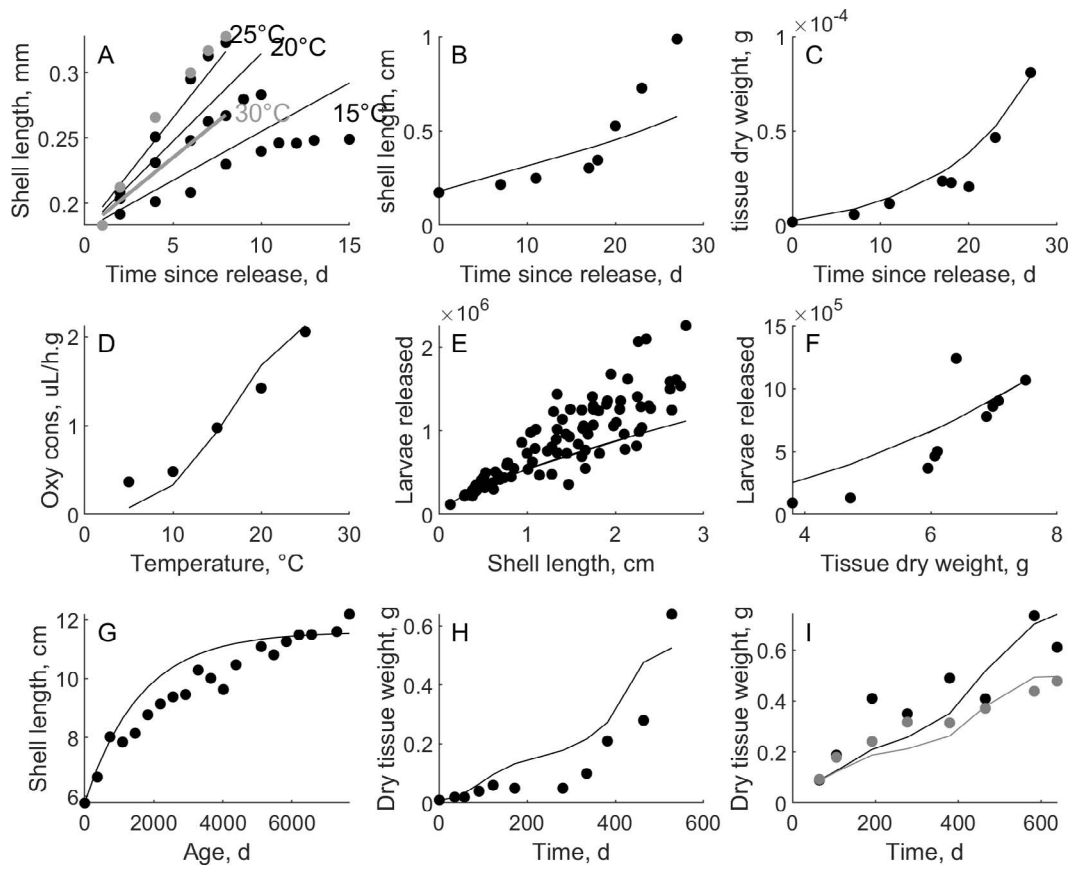 A
25°C
20°C
30°C
15°C
0.3
0.25
0.2
Shell length, mm
0 5 10 15
Time since release, d
B
1
0.5
0
shell length, cm
0 10 20 30
Time since release, d
×10-4
C
1
0.5
0
tissue dry weight, g
0 10 20 30
Time since release, d
D
2
1
0
Oxy cons, uL/h.g
0 10 20 30
Temperature, °C
×10^6
E
2
1
0
Larvae released
0 1 2 3
Shell length, cm
×10^5
F
15
10
5
0
Larvae released
4 6 8
Tissue dry weight, g
G
12
10
8
6
Shell length, cm
0 2000 4000 6000
Age, d
H
0.6
0.4
0.2
0
Dry tissue weight, g
0 200 400 600
Time, d
I
0.6
0.4
0.2
0
Dry tissue weight, g
0 200 400 600
Time, d